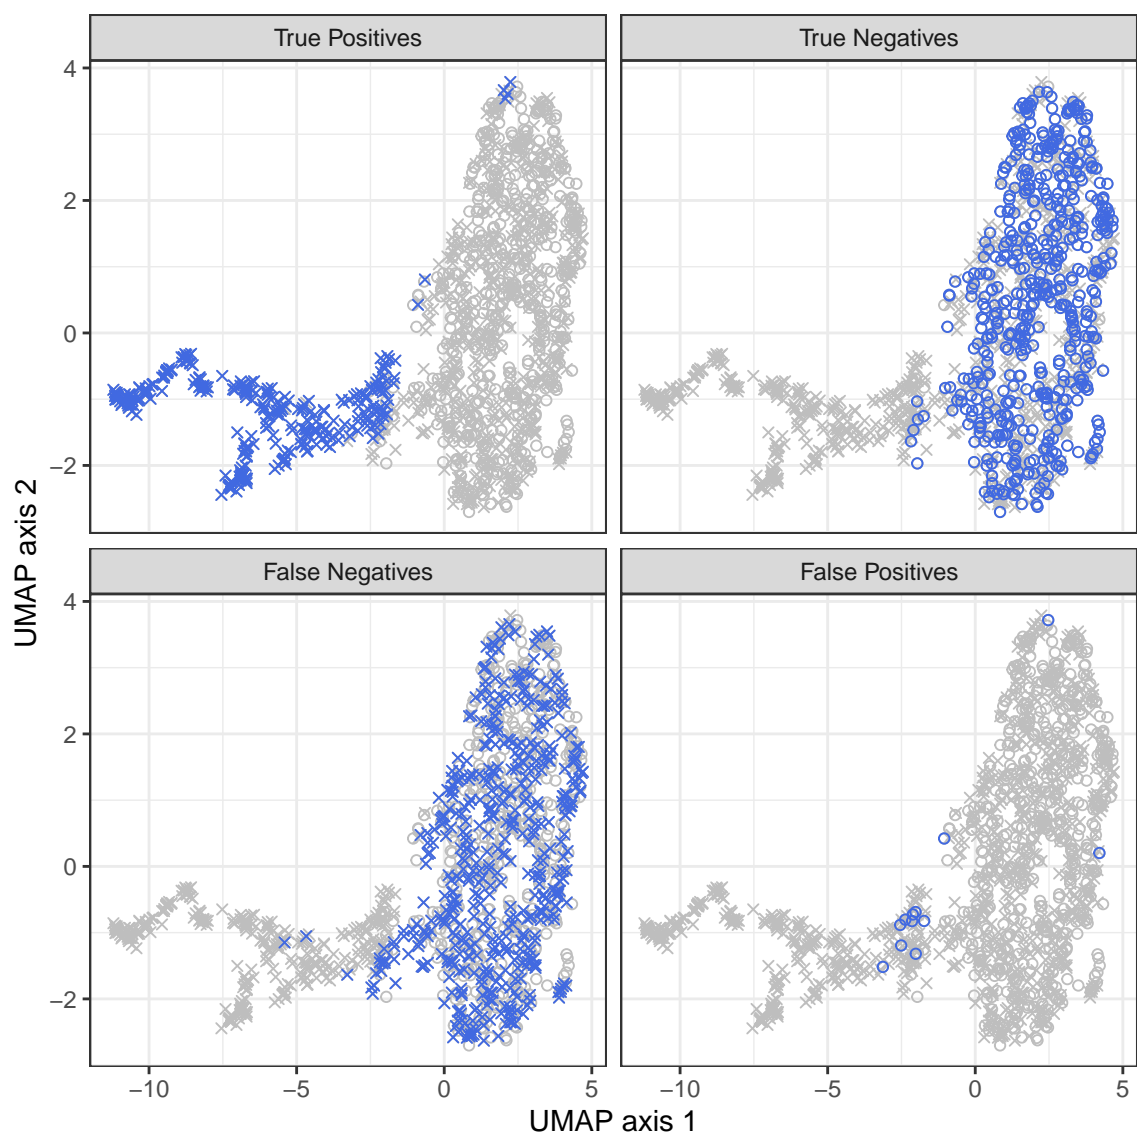 True Positives
True Negatives
4
2
0
−2
False Negatives
False Positives
4
2
0
−2
−10
−5
0
5
−10
−5
0
5
UMAP axis 1
UMAP axis 2